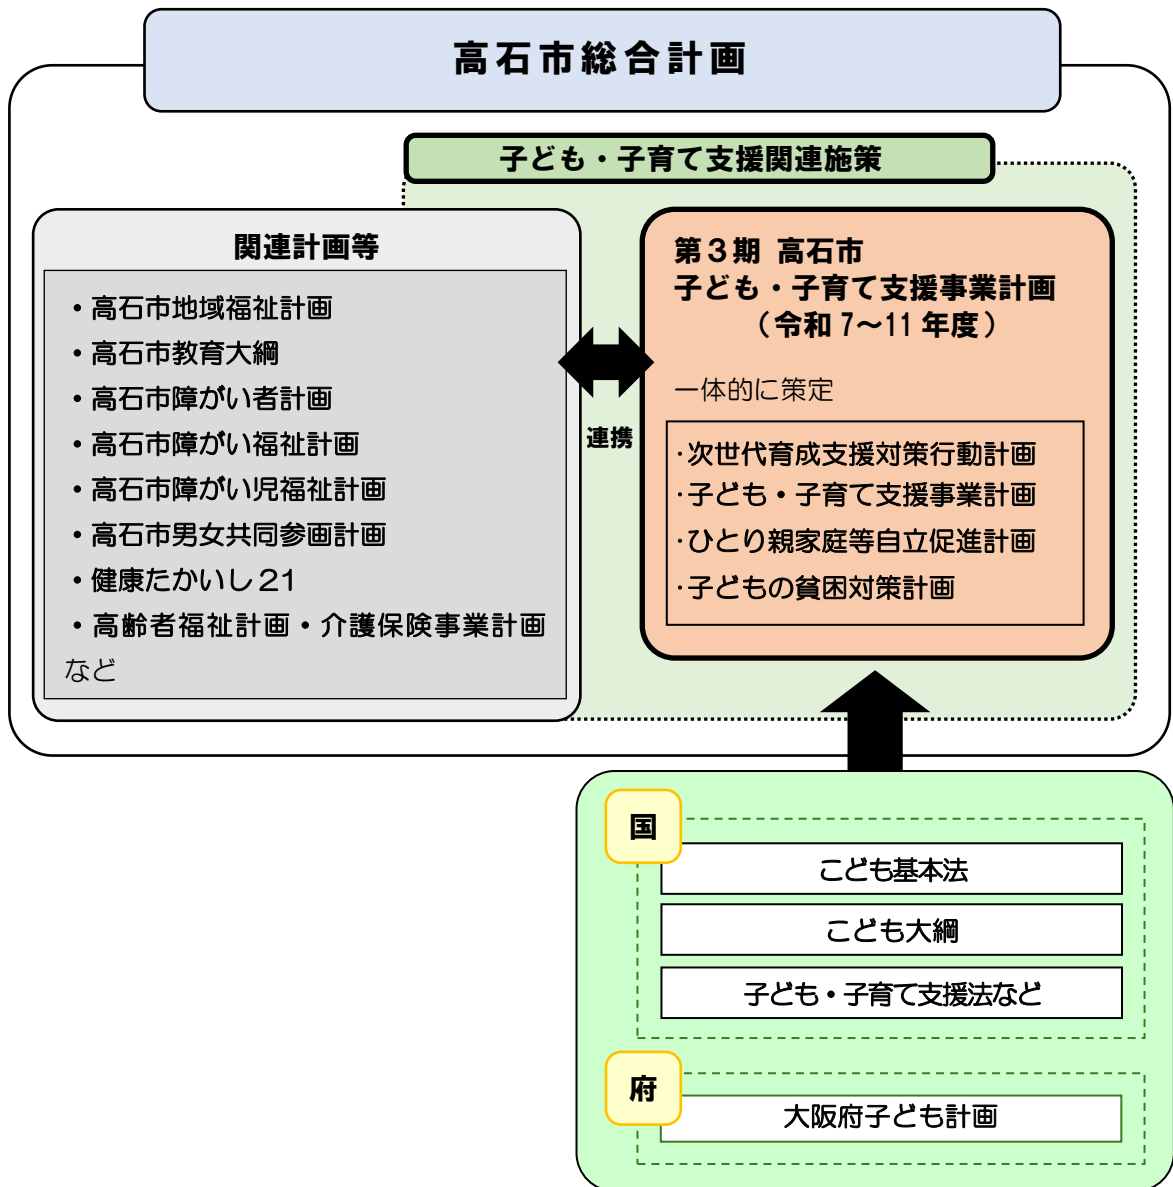 高石市総合計画
子ども・子育て支援関連施策
関連計画等
・高石市地域福祉計画
・高石市教育大綱
・高石市障がい者計画
・高石市障がい福祉計画
・高石市障がい児福祉計画
・高石市男女共同参画計画
・健康たかいし 21
・高齢者福祉計画・介護保険事業計画
など
連携
第３期 高石市
子ども・子育て支援事業計画
（令和 7～11 年度）
一体的に策定
・次世代育成支援対策行動計画
・子ども・子育て支援事業計画
・ひとり親家庭等自立促進計画
・子どもの貧困対策計画
国
こども基本法
こども大綱
子ども・子育て支援法など
府
大阪府子ども計画